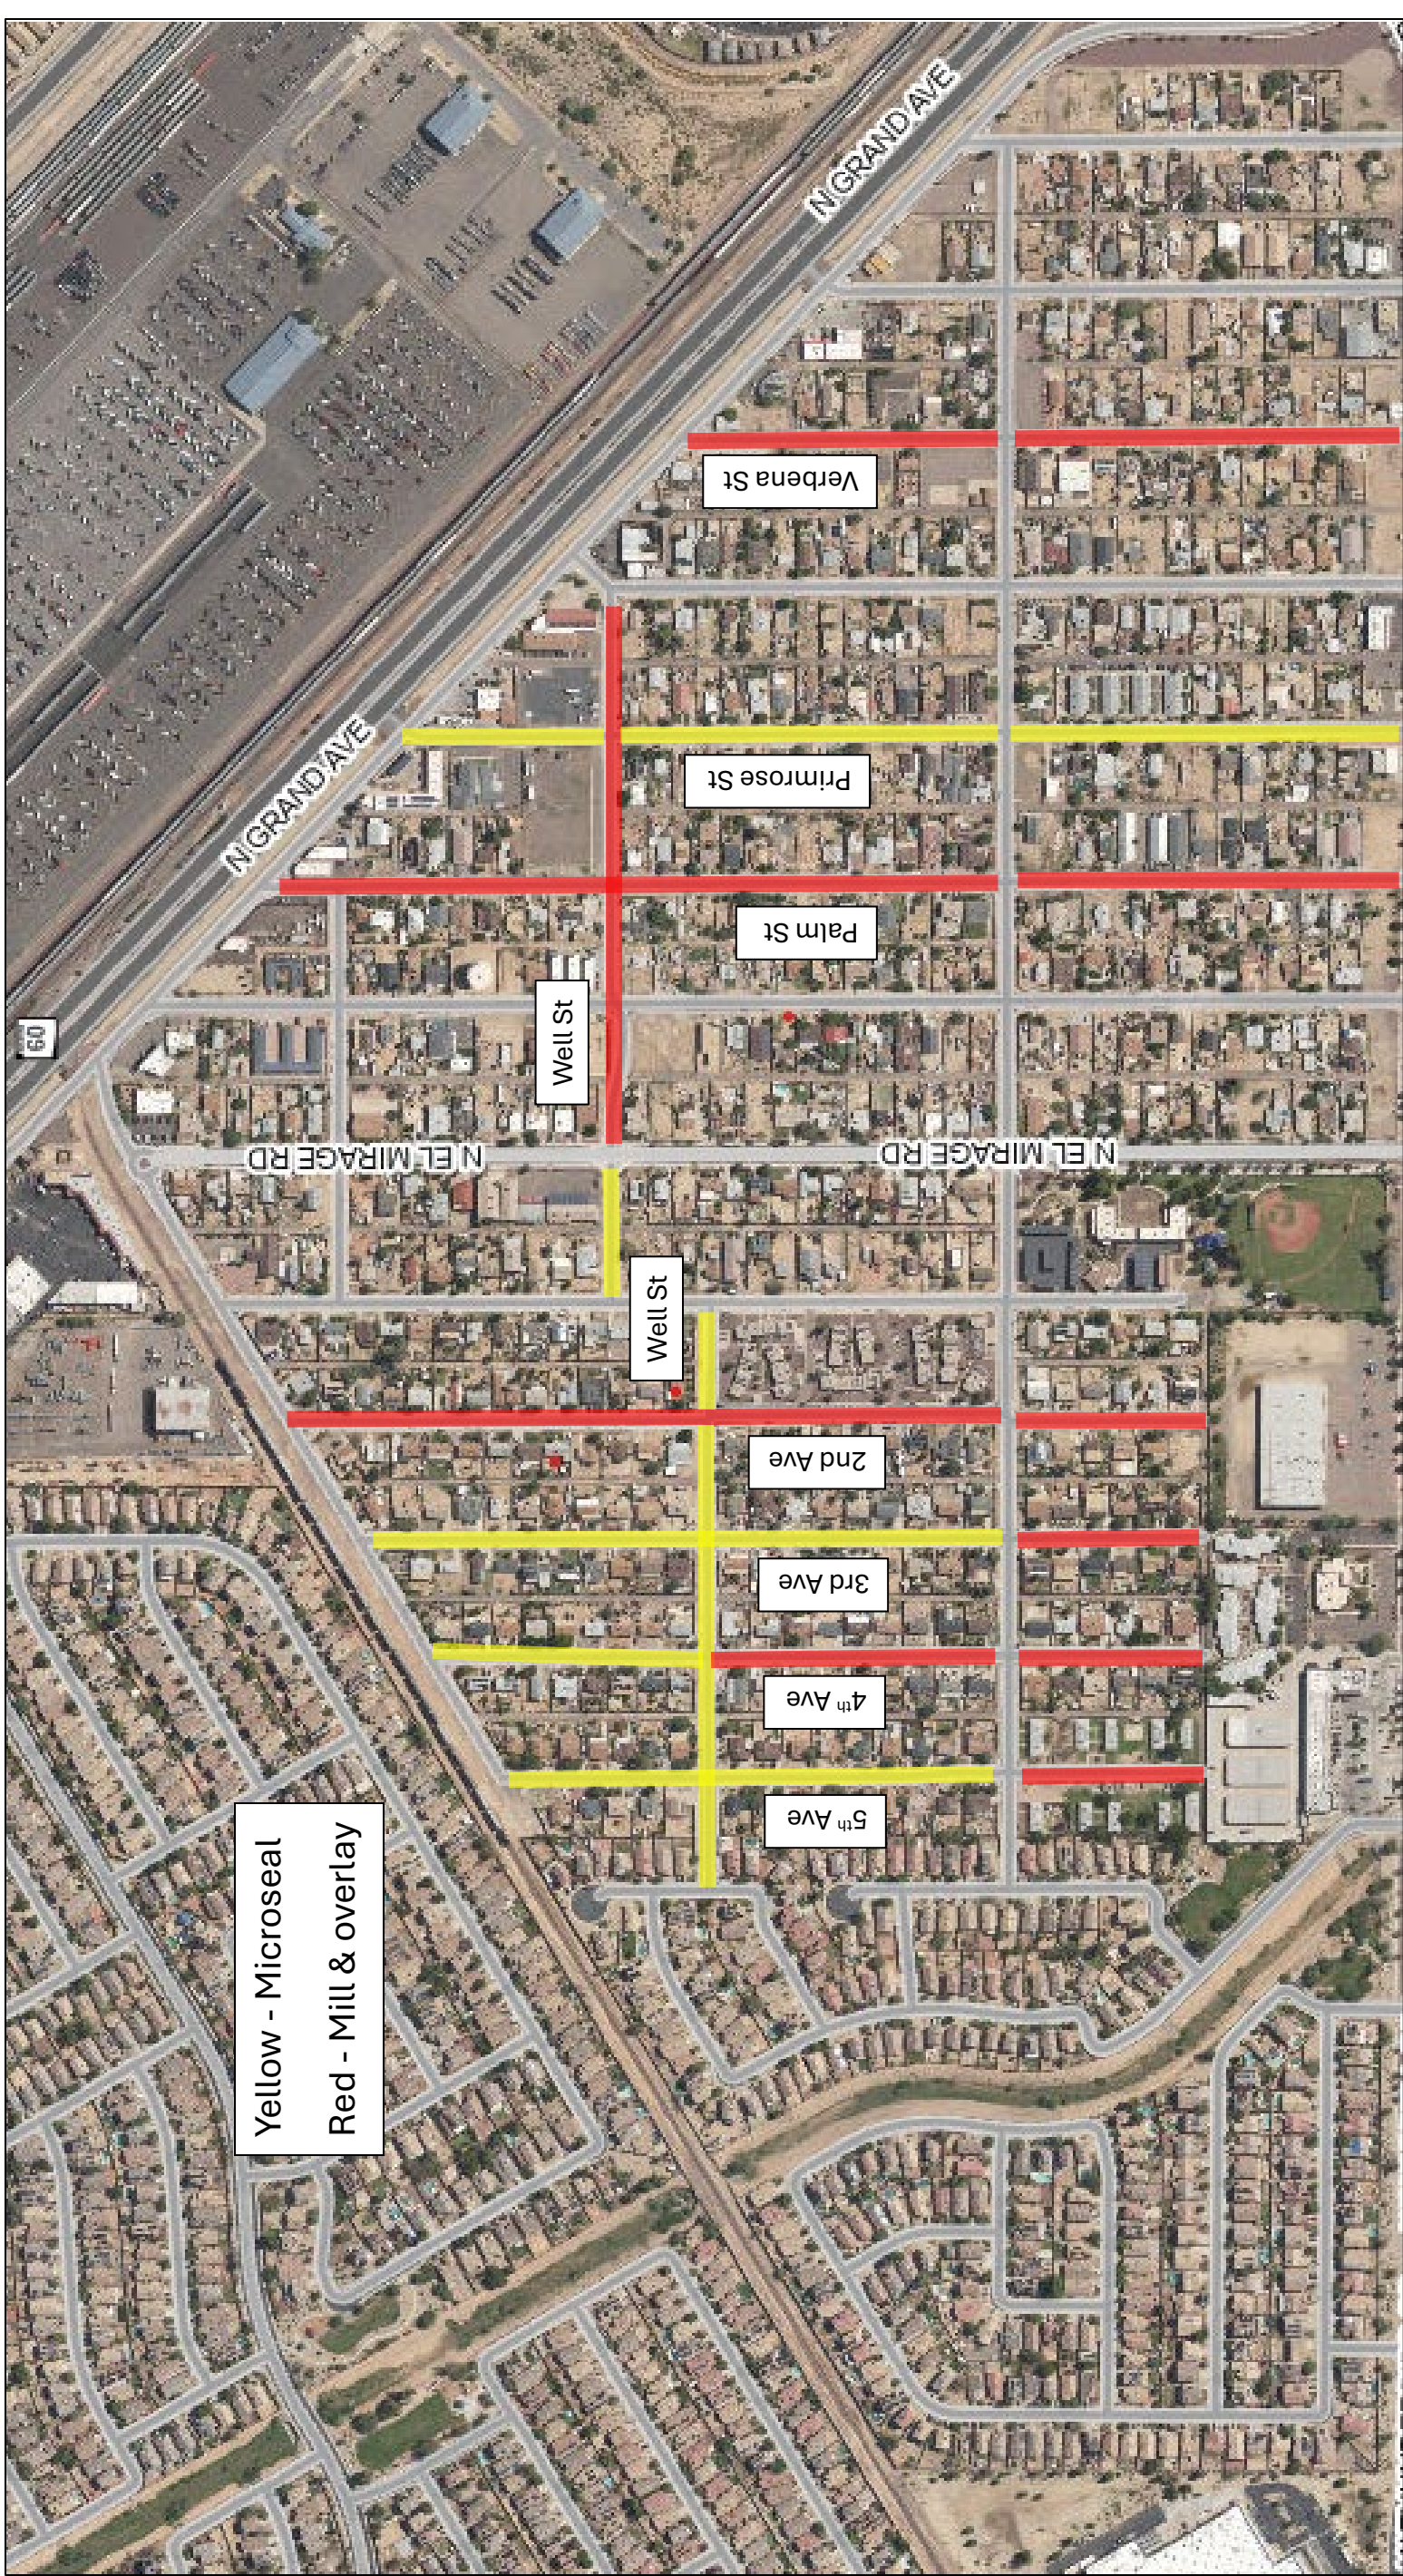 N GRAND AVE
Verbena St
N GRAND AVE
Primrose St
Palm St
Well St
60
N EL MIRAGE RD
N EL MIRAGE RD
Well St
2nd Ave
3rd Ave
4th Ave
5th Ave
Yellow - Microseal
Red - Mill & overlay